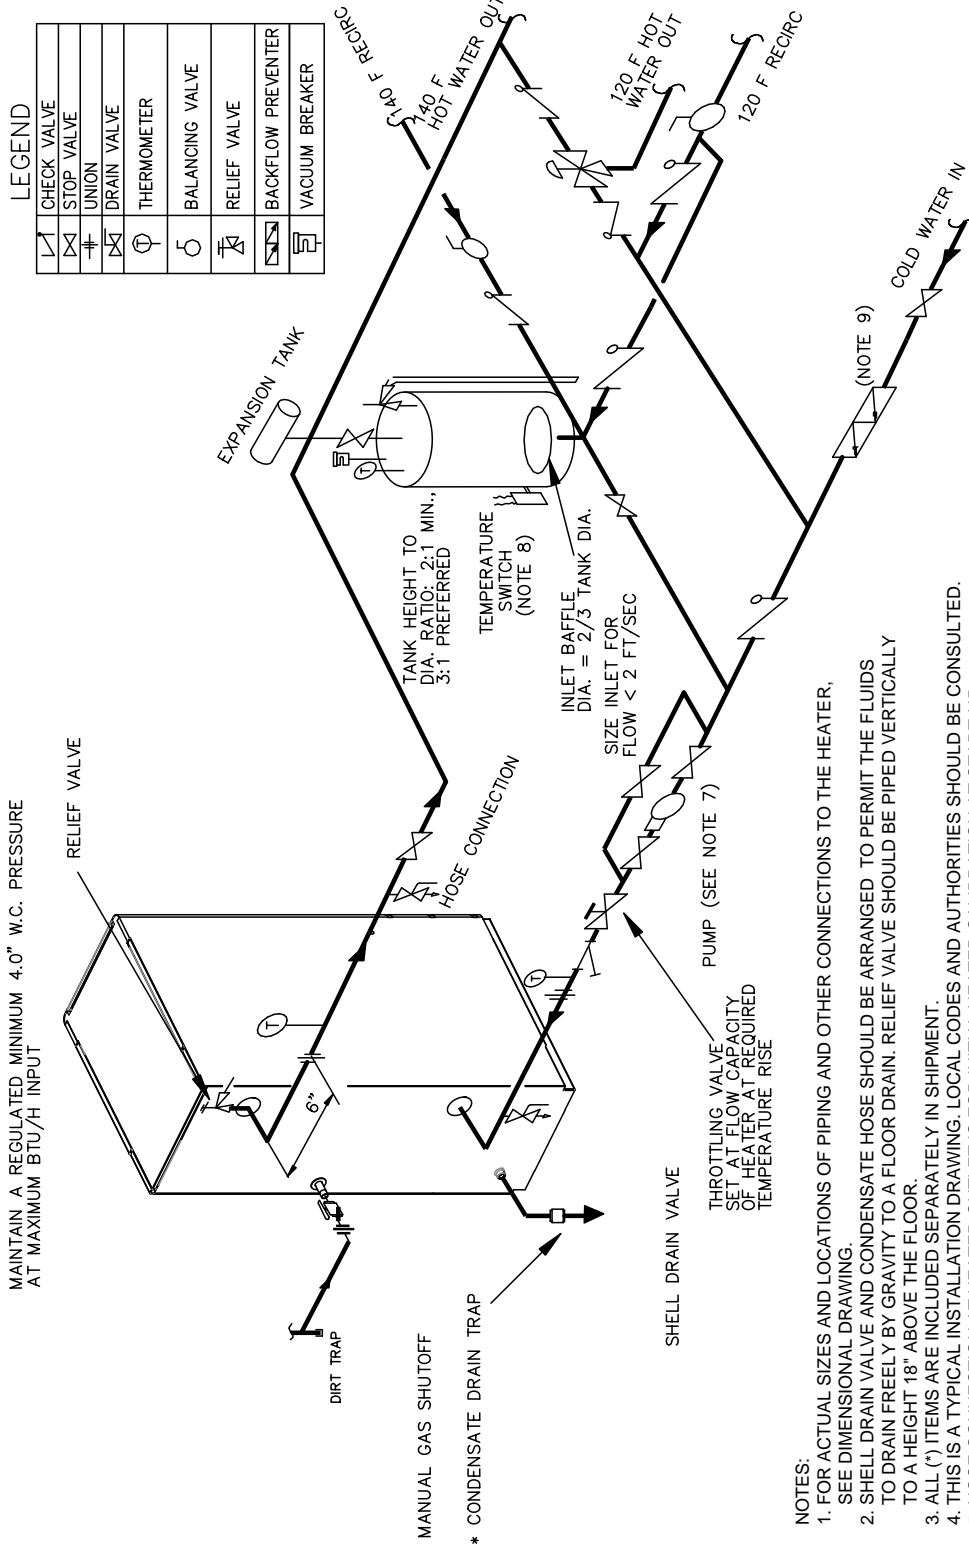 MAINTAIN A REGULATED MINIMUM 4.0" W.C. PRESSURE
AT MAXIMUM BTU/H INPUT
RELIEF VALVE
LEGEND
CHECK VALVE
STOP VALVE
UNION
DRAIN VALVE
T THERMOMETER
BALANCING VALVE
RELIEF VALVE
BACKFLOW PREVENTER
VACUUM BREAKER
140 F RECIRC
140 F
HOT WATER OUT
120 F HOT
WATER OUT
120 F RECIRC
COLD WATER IN
(NOTE 9)
EXPANSION TANK
T
TANK HEIGHT TO
DIA. RATIO: 2:1 MIN.,
3:1 PREFERRED
TEMPERATURE
SWITCH
(NOTE 8)
INLET BAFFLE
DIA. = 2/3 TANK DIA.
SIZE INLET FOR
FLOW < 2 FT/SEC
HOSE CONNECTION
T
6"
T
PUMP (SEE NOTE 7)
THROTTLING VALVE
SET AT FLOW CAPACITY
OF HEATER AT REQUIRED
TEMPERATURE RISE
SHELL DRAIN VALVE
DIRT TRAP
MANUAL GAS SHUTOFF
* CONDENSATE DRAIN TRAP
NOTES:
1. FOR ACTUAL SIZES AND LOCATIONS OF PIPING AND OTHER CONNECTIONS TO THE HEATER,
SEE DIMENSIONAL DRAWING.
2. SHELL DRAIN VALVE AND CONDENSATE HOSE SHOULD BE ARRANGED TO PERMIT THE FLUIDS
TO DRAIN FREELY BY GRAVITY TO A FLOOR DRAIN. RELIEF VALVE SHOULD BE PIPED VERTICALLY
TO A HEIGHT 18" ABOVE THE FLOOR.
3. ALL (*) ITEMS ARE INCLUDED SEPARATELY IN SHIPMENT.
4. THIS IS A TYPICAL INSTALLATION DRAWING. LOCAL CODES AND AUTHORITIES SHOULD BE CONSULTED.